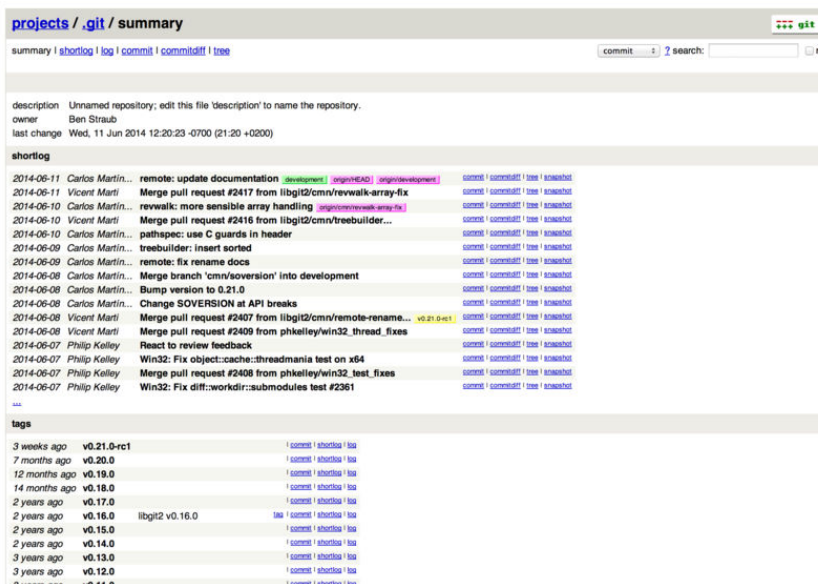 projects / .git / summary
git
summary | shortlog | log | commit | commitdiff | tree
commit ? search:
description Unnamed repository; edit this file 'description' to name the repository.
owner Ben Straub
last change Wed, 11 Jun 2014 12:20:23 -0700 (21:20 +0200)
shortlog
2014-06-11 Carlos Martín... remote: update documentation development origin/HEAD origin/development commit | commitdiff | tree | snapshot
2014-06-11 Vicent Marti Merge pull request #2417 from libgit2/cmn/revwalk-array-fix commit | commitdiff | tree | snapshot
2014-06-10 Carlos Martín... revwalk: more sensible array handling origin/cmn/revwalk-array-fix commit | commitdiff | tree | snapshot
2014-06-10 Vicent Marti Merge pull request #2416 from libgit2/cmn/treebuilder... commit | commitdiff | tree | snapshot
2014-06-10 Carlos Martín... pathspec: use C guards in header commit | commitdiff | tree | snapshot
2014-06-09 Carlos Martín... treebuilder: insert sorted commit | commitdiff | tree | snapshot
2014-06-09 Carlos Martín... remote: fix rename docs commit | commitdiff | tree | snapshot
2014-06-08 Carlos Martín... Merge branch 'cmn/soversion' into development commit | commitdiff | tree | snapshot
2014-06-08 Carlos Martín... Bump version to 0.21.0 commit | commitdiff | tree | snapshot
2014-06-08 Carlos Martín... Change SOVERSION at API breaks commit | commitdiff | tree | snapshot
2014-06-08 Vicent Marti Merge pull request #2407 from libgit2/cmn/remote-rename... v0.21.0-rc1 commit | commitdiff | tree | snapshot
2014-06-08 Vicent Marti Merge pull request #2409 from phkelley/win32_thread_fixes commit | commitdiff | tree | snapshot
2014-06-07 Philip Kelley React to review feedback commit | commitdiff | tree | snapshot
2014-06-07 Philip Kelley Win32: Fix object::cache::threadmania test on x64 commit | commitdiff | tree | snapshot
2014-06-07 Philip Kelley Merge pull request #2408 from phkelley/win32_test_fixes commit | commitdiff | tree | snapshot
2014-06-07 Philip Kelley Win32: Fix diff::workdir::submodules test #2361 commit | commitdiff | tree | snapshot
...
tags
3 weeks ago v0.21.0-rc1 | commit | shortlog | log
7 months ago v0.20.0 | commit | shortlog | log
12 months ago v0.19.0 | commit | shortlog | log
14 months ago v0.18.0 | commit | shortlog | log
2 years ago v0.17.0 | commit | shortlog | log
2 years ago v0.16.0 libgit2 v0.16.0 tag | commit | shortlog | log
2 years ago v0.15.0 | commit | shortlog | log
2 years ago v0.14.0 | commit | shortlog | log
3 years ago v0.13.0 | commit | shortlog | log
3 years ago v0.12.0 | commit | shortlog | log